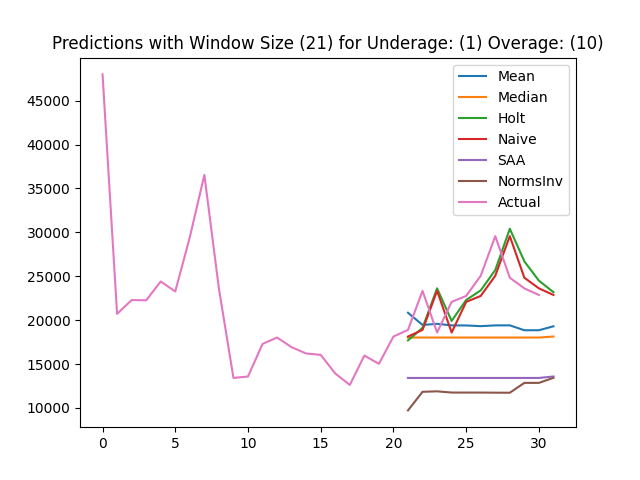 Predictions with Window Size (21) for Underage: (1) Overage: (10)
Mean
Median
Holt
Naive
SAA
NormsInv
Actual
45000
40000
35000
30000
25000
20000
15000
10000
0 5 10 15 20 25 30